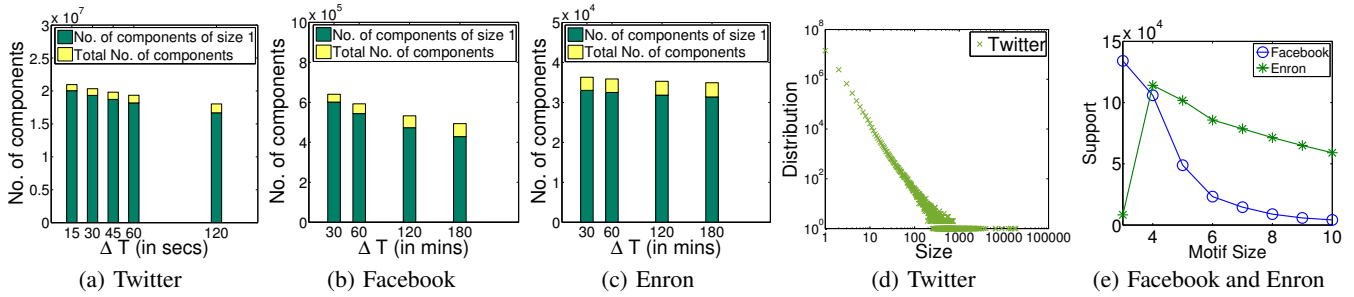 x 10^7
3
2.5
2
1.5
1
0.5
0
No. of components
No. of components of size 1
Total No. of components
15 30 45 60 120
Δ T (in secs)
(a) Twitter
x 10^5
10
8
6
4
2
0
No. of components
No. of components of size 1
Total No. of components
30 60 120 180
Δ T (in mins)
(b) Facebook
x 10^4
5
4
3
2
1
0
No. of components
No. of components of size 1
Total No. of components
30 60 120 180
Δ T (in mins)
(c) Enron
10^8
10^6
10^4
10^2
10^0
Distribution
Twitter
1 10 100 1000 10000 100000
Size
(d) Twitter
x 10^4
15
10
5
0
Support
Facebook
Enron
4 6 8 10
Motif Size
(e) Facebook and Enron